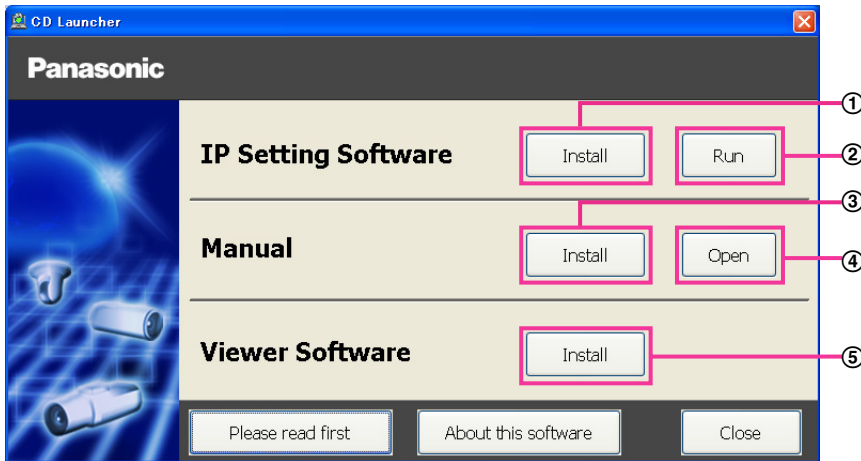 CD Launcher
Panasonic
①
IP Setting Software Install Run ②
③
Manual Install Open ④
Viewer Software Install ⑤
Please read first About this software Close